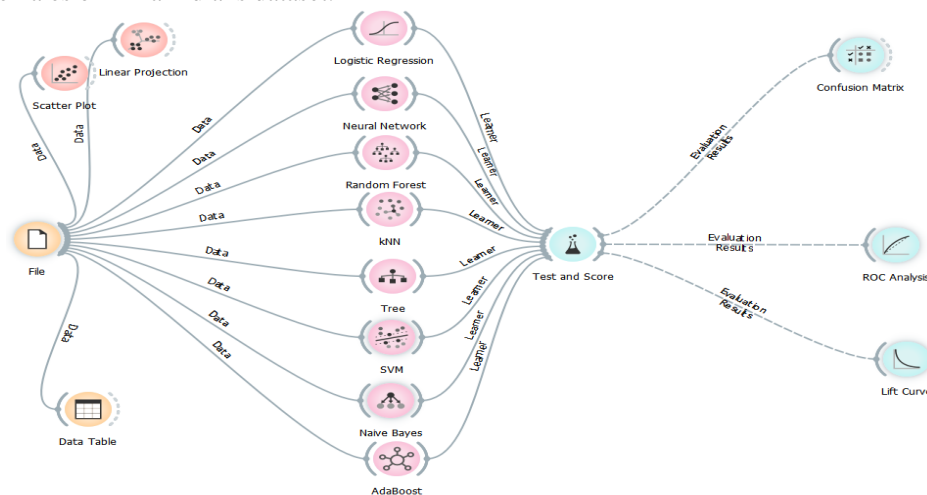 Linear Projection
Scatter Plot
Data
Data
File
Data
Data Table
Data
Data
Data
Data
Data
Data
Data
Data
Logistic Regression
Neural Network
Random Forest
kNN
Tree
SVM
Naive Bayes
AdaBoost
Learner
Learner
Learner
Learner
Learner
Learner
Learner
Learner
Test and Score
Evaluation
Results
Confusion Matrix
Evaluation
Results
ROC Analysis
Evaluation
Results
Lift Curve